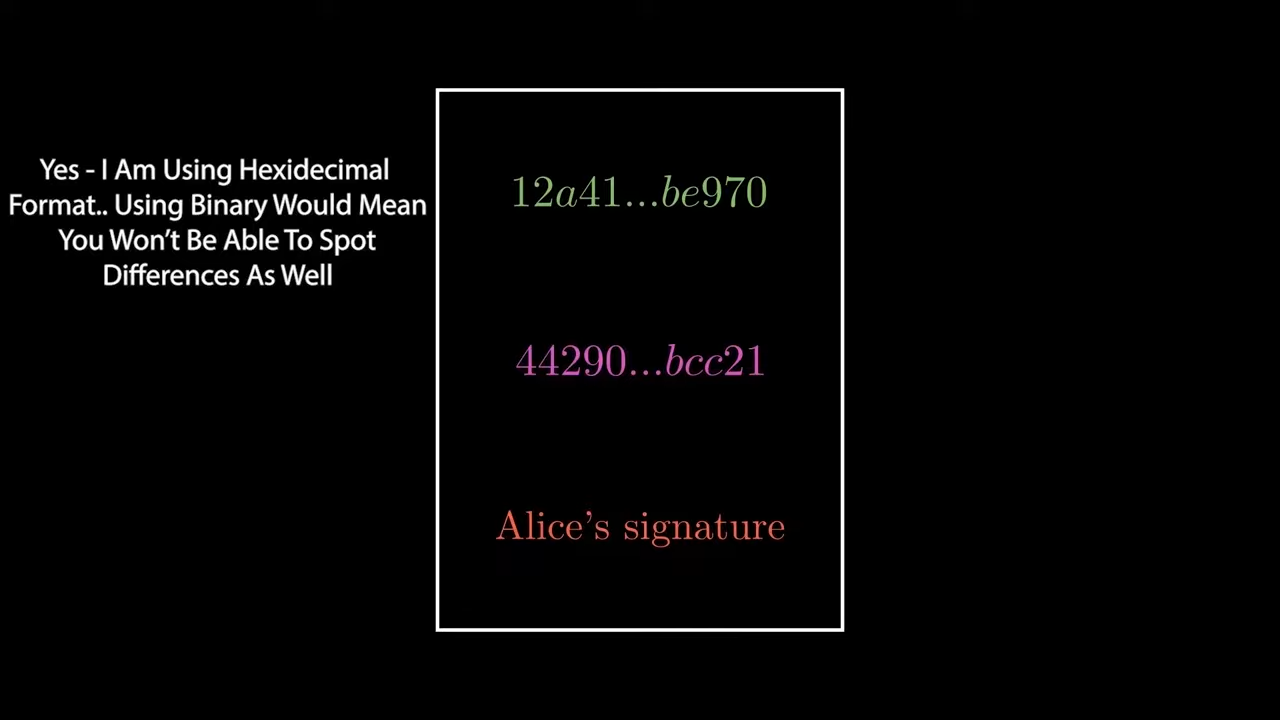 Yes - I Am Using Hexidecimal
Format.. Using Binary Would Mean
You Won't Be Able To Spot
Differences As Well
12a41...be970
44290...bcc21
Alice's signature